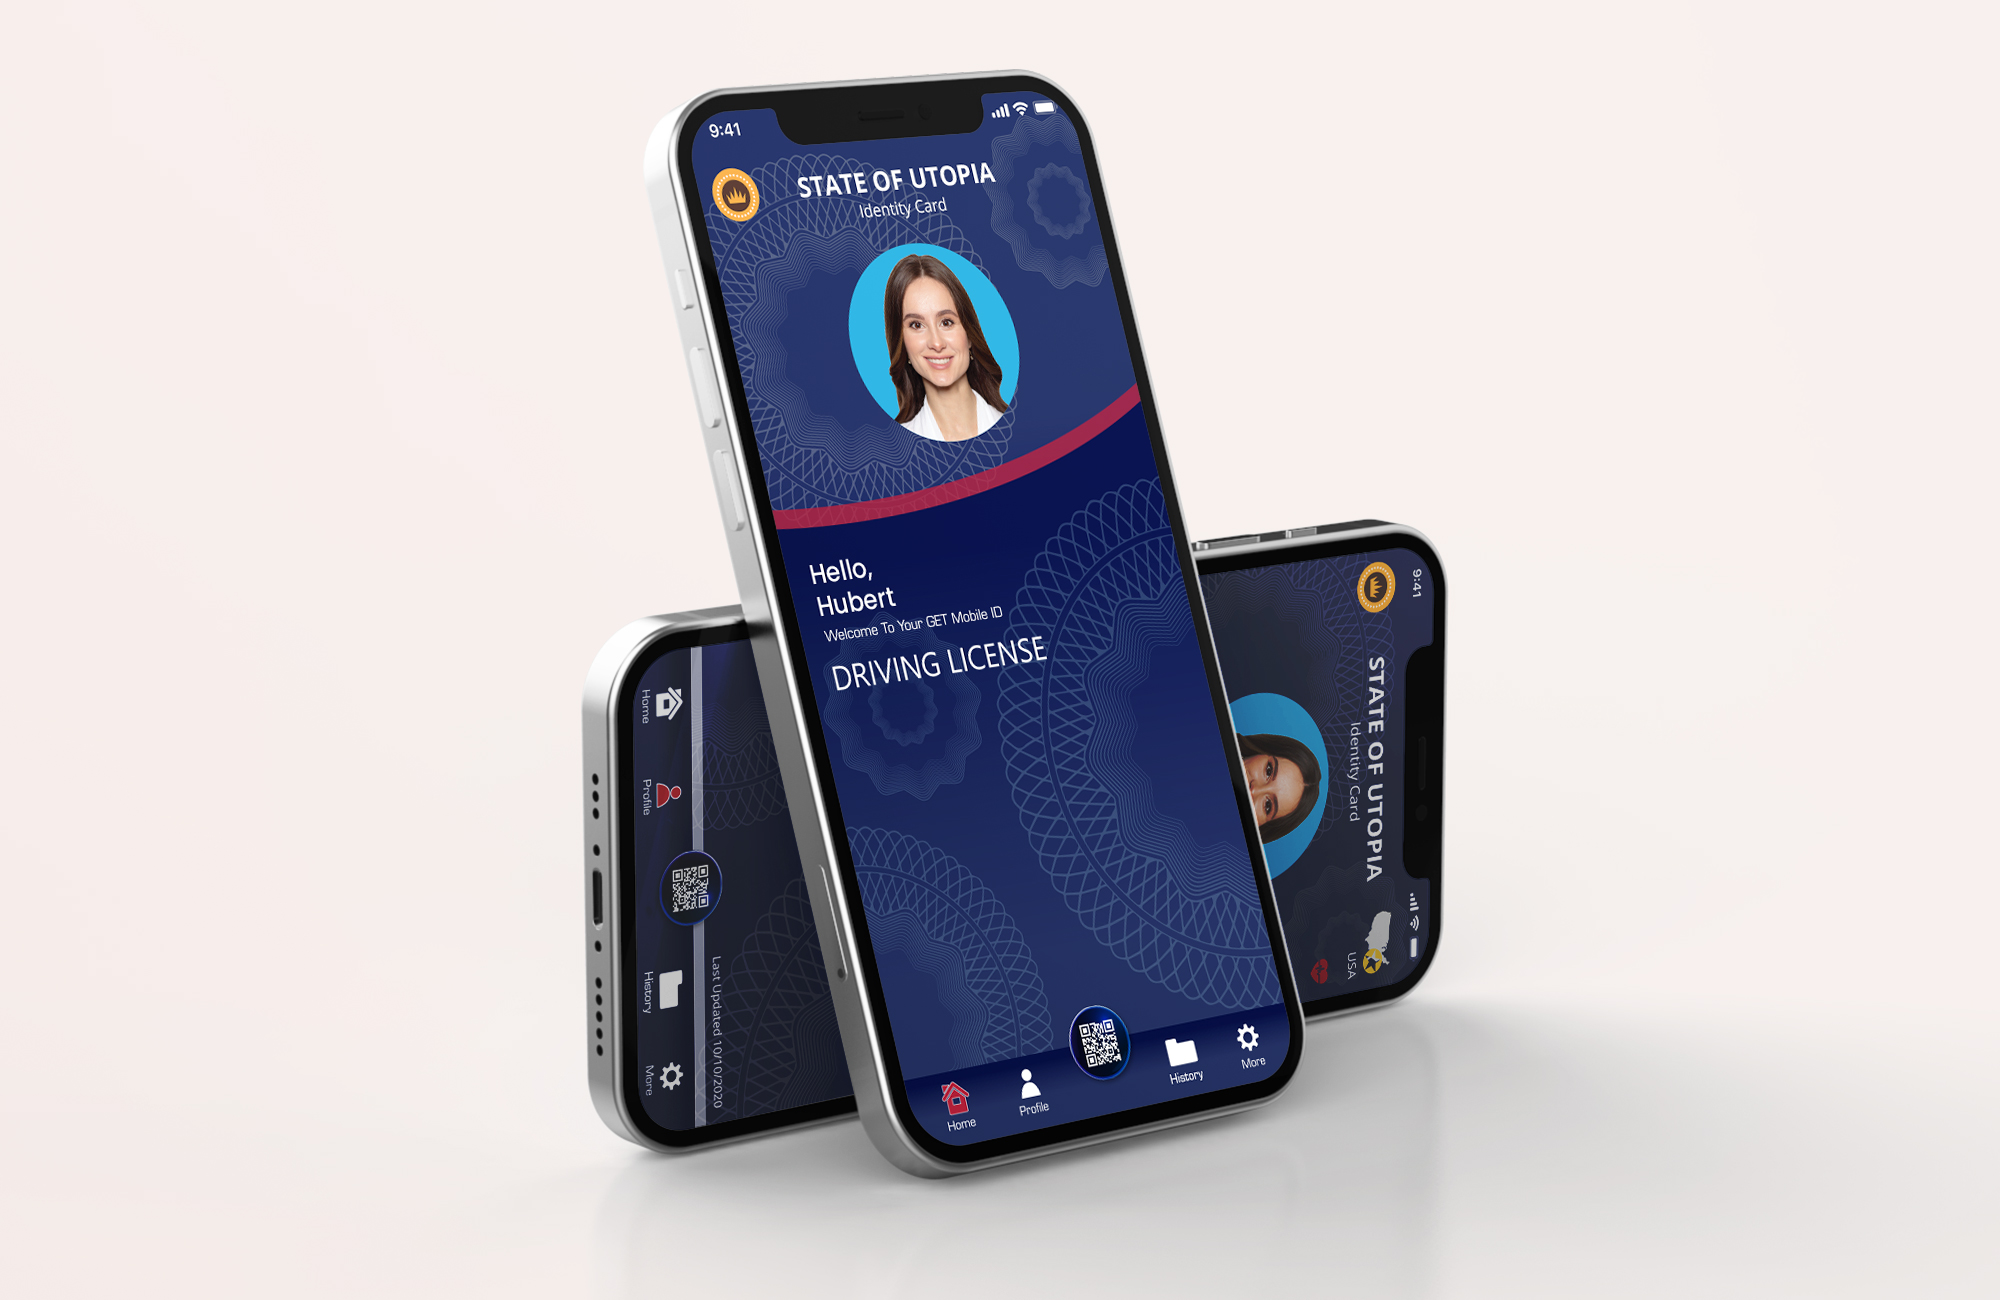 9:41
STATE OF UTOPIA
Identity Card
Hello,
Hubert
Welcome To Your GET Mobile ID
DRIVING LICENSE
Home
Profile
History
More
Home
Profile
History
More
Last Updated 10/10/2020
9:41
STATE OF UTOPIA
Identity Card
USA